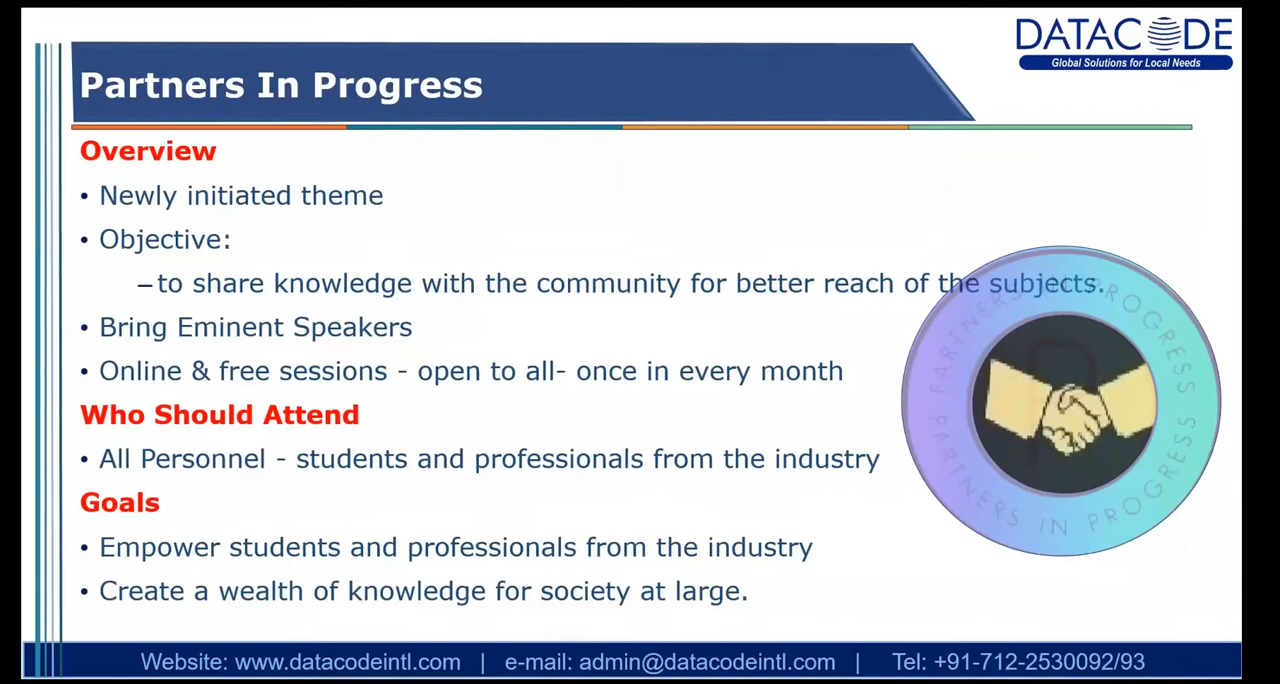 DATACODE
Global Solutions for Local Needs
Partners In Progress
Overview
• Newly initiated theme
• Objective:
– to share knowledge with the community for better reach of the subjects.
• Bring Eminent Speakers
• Online & free sessions - open to all- once in every month
Who Should Attend
• All Personnel - students and professionals from the industry
Goals
• Empower students and professionals from the industry
• Create a wealth of knowledge for society at large.
PARTNERS IN PROGRESS
PARTNERS IN PROGRESS
Website: www.datacodeintl.com | e-mail: admin@datacodeintl.com | Tel: +91-712-2530092/93